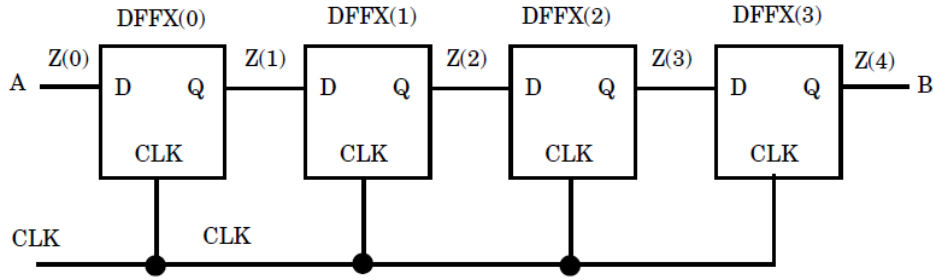 DFFX(0) DFFX(1) DFFX(2) DFFX(3)
Z(0) Z(1) Z(2) Z(3) Z(4)
A D Q D Q D Q D Q B
CLK CLK CLK CLK
CLK CLK